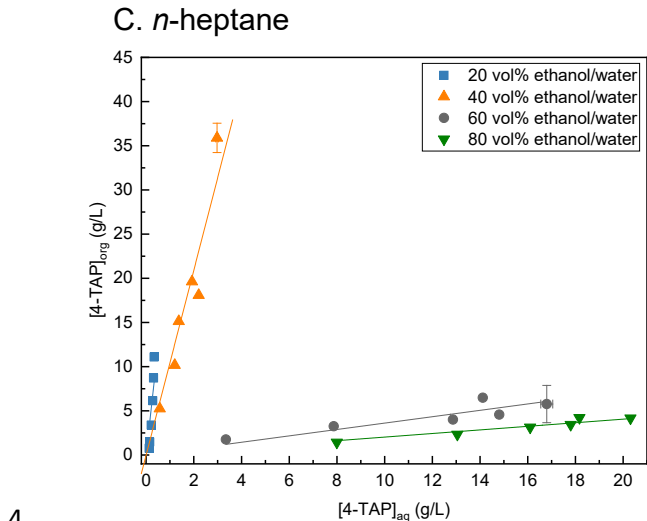 C. n-heptane
45
40
35
30
25
20
15
10
5
0
[4-TAP]org (g/L)
20 vol% ethanol/water
40 vol% ethanol/water
60 vol% ethanol/water
80 vol% ethanol/water
0 2 4 6 8 10 12 14 16 18 20
[4-TAP]aq (g/L)
4